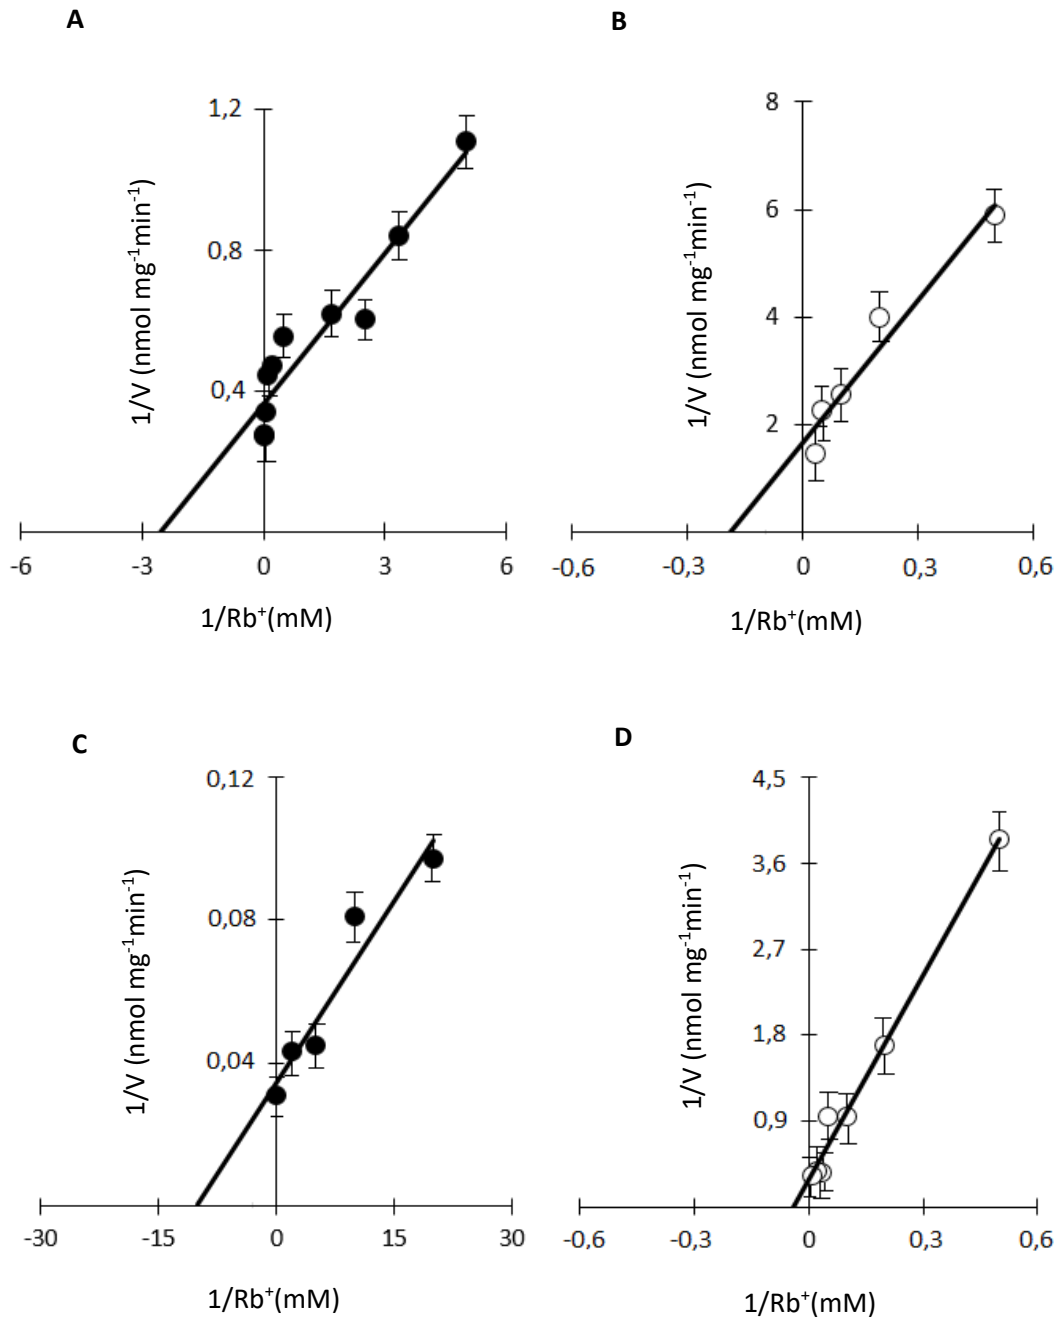 A
1/V (nmol mg⁻¹min⁻¹)
1,2
0,8
0,4
-6 -3 0 3 6
1/Rb⁺(mM)
B
1/V (nmol mg⁻¹min⁻¹)
8
6
4
2
-0,6 -0,3 0 0,3 0,6
1/Rb⁺(mM)
C
1/V (nmol mg⁻¹min⁻¹)
0,12
0,08
0,04
-30 -15 0 15 30
1/Rb⁺(mM)
D
1/V (nmol mg⁻¹min⁻¹)
4,5
3,6
2,7
1,8
0,9
-0,6 -0,3 0 0,3 0,6
1/Rb⁺(mM)